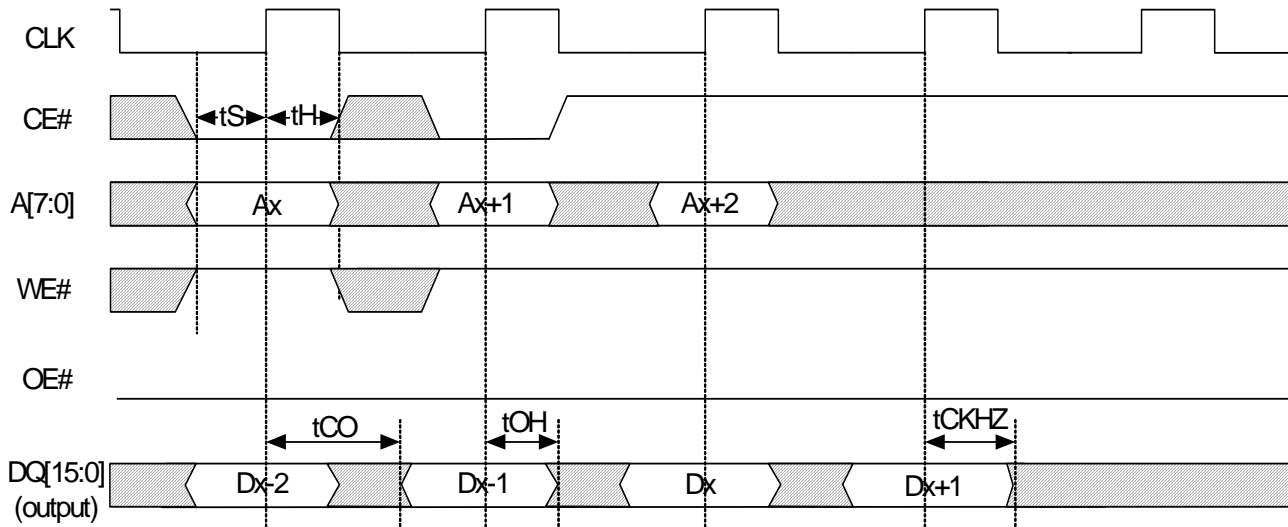 CLK
CE#
tS
tH
A[7:0]
Ax
Ax+1
Ax+2
WE#
OE#
tCO
tOH
tCKHZ
DQ[15:0]
(output)
Dx-2
Dx-1
Dx
Dx+1